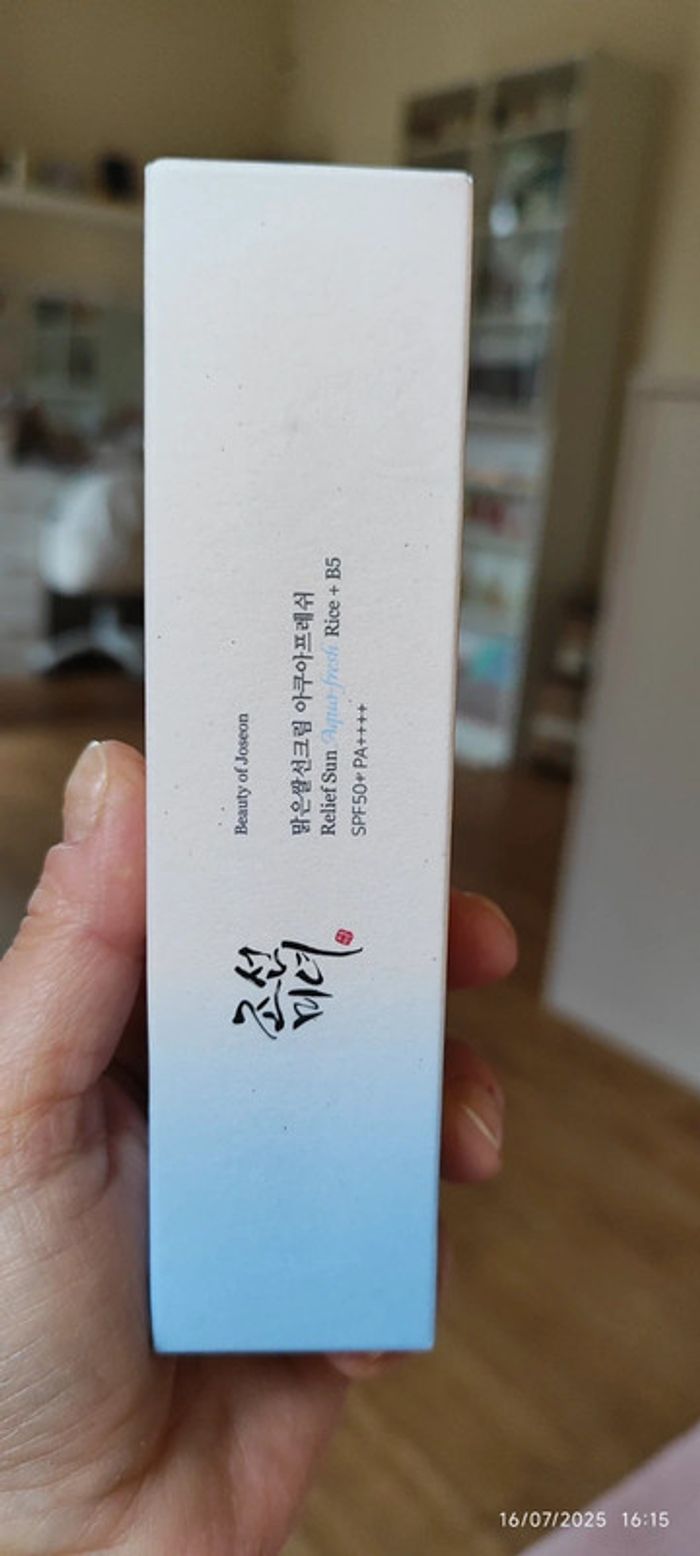 Beauty of Joseon
맑은쌀선크림 아쿠아프레쉬
Relief Sun Aqua-fresh Rice + B5
SPF50+ PA++++
조선
미녀
16/07/2025 16:15